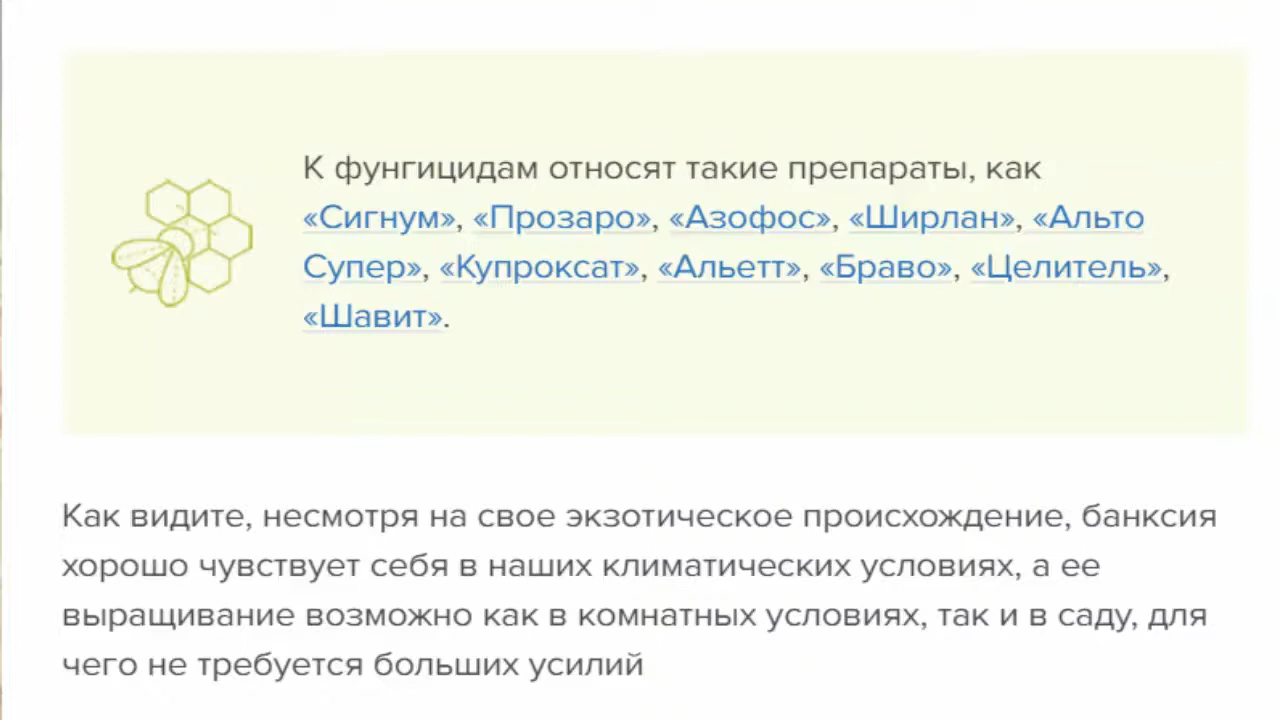 К фунгицидам относят такие препараты, как
«Сигнум», «Прозаро», «Азофос», «Ширлан», «Альто
Супер», «Купроксат», «Альетт», «Браво», «Целитель»,
«Шавит».
Как видите, несмотря на свое экзотическое происхождение, банксия
хорошо чувствует себя в наших климатических условиях, а ее
выращивание возможно как в комнатных условиях, так и в саду, для
чего не требуется больших усилий